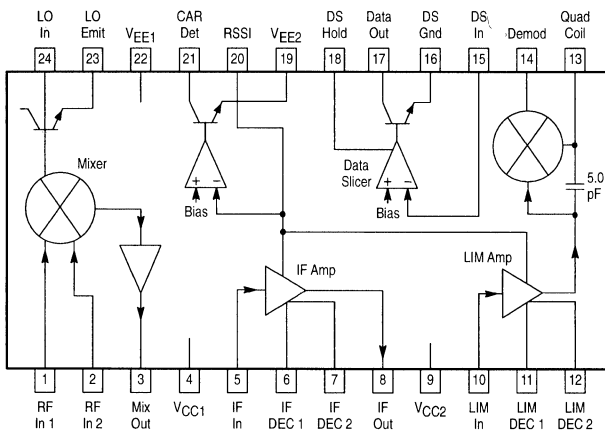 LO In
LO Emit
VEE1
CAR Det
RSSI
VEE2
DS Hold
Data Out
DS Gnd
DS In
Demod
Quad Coil
24
23
22
21
20
19
18
17
16
15
14
13
Mixer
+
–
Bias
Data Slicer
+
–
Bias
5.0 pF
IF Amp
LIM Amp
1
2
3
4
5
6
7
8
9
10
11
12
RF In 1
RF In 2
Mix Out
VCC1
IF In
IF DEC 1
IF DEC 2
IF Out
VCC2
LIM In
LIM DEC 1
LIM DEC 2